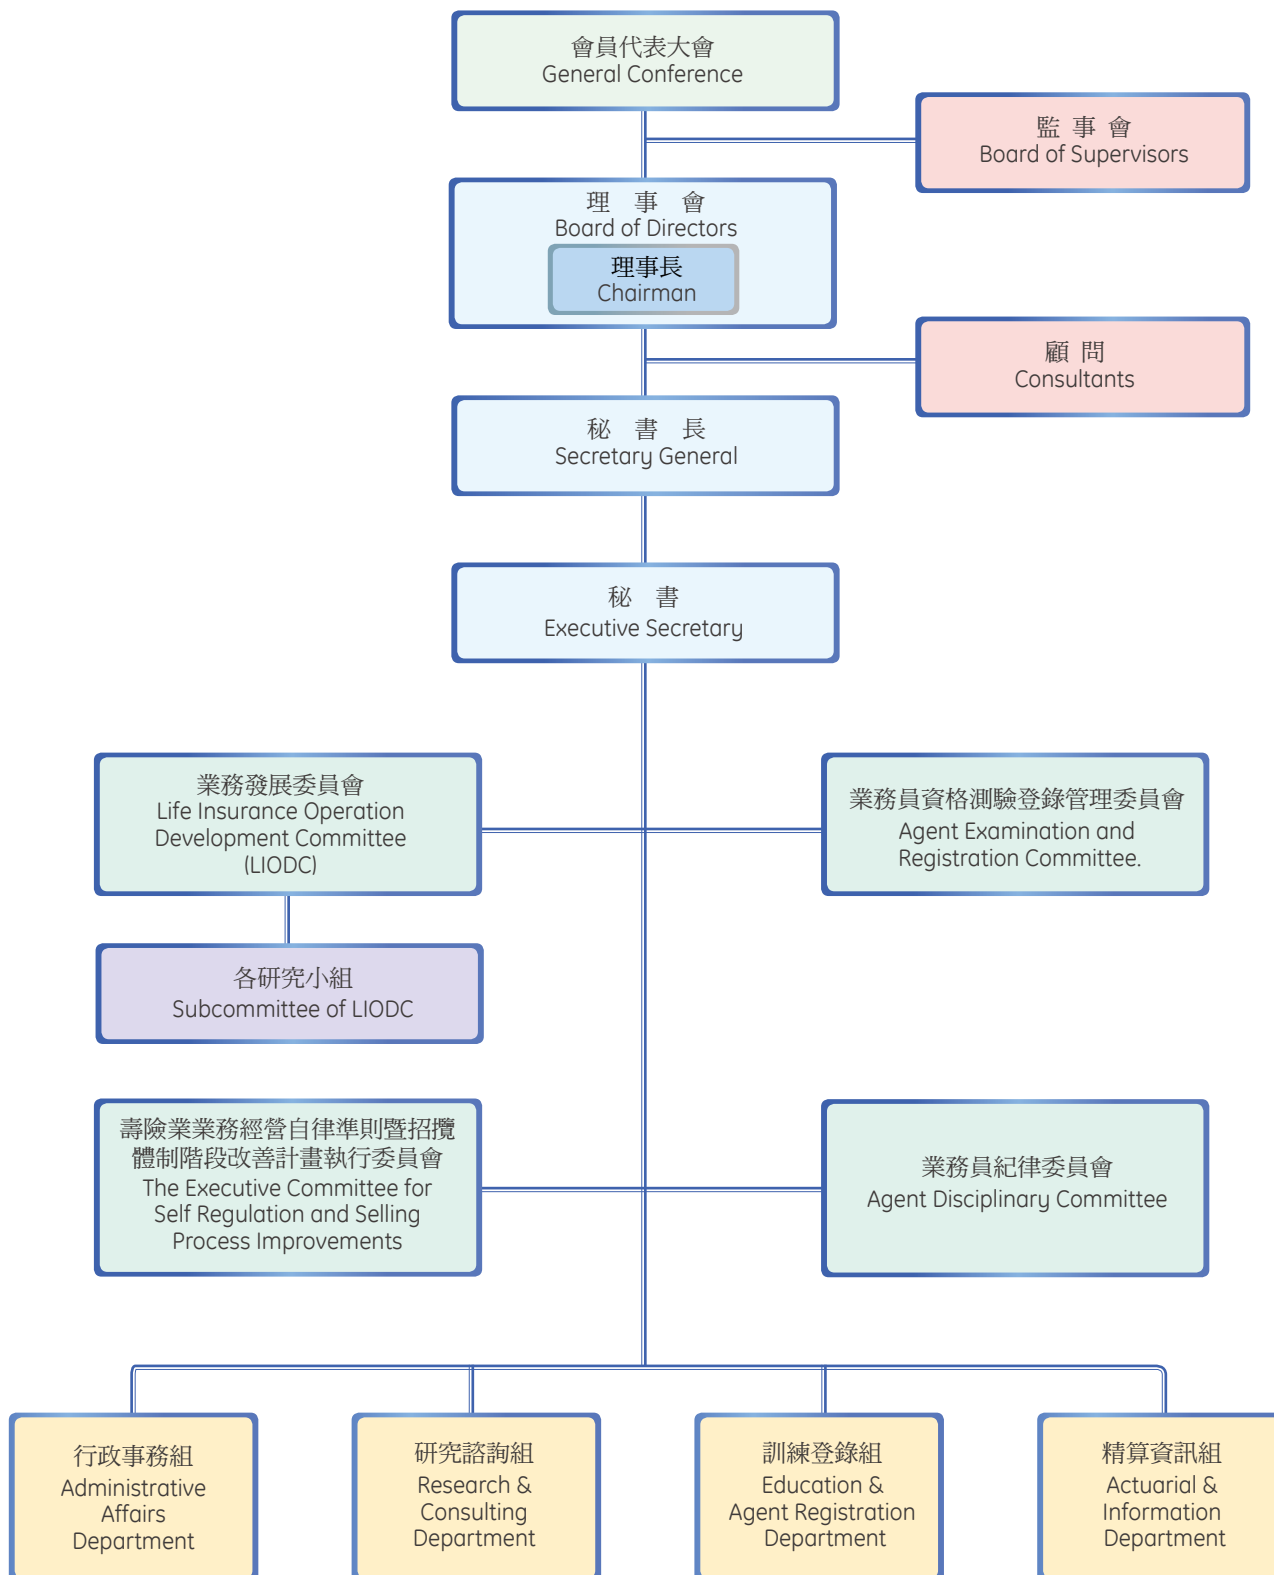 會員代表大會
General Conference
監 事 會
Board of Supervisors
理 事 會
Board of Directors
理事長
Chairman
顧 問
Consultants
秘 書 長
Secretary General
秘 書
Executive Secretary
業務發展委員會
Life Insurance Operation
Development Committee
(LIODC)
業務員資格測驗登錄管理委員會
Agent Examination and
Registration Committee.
各研究小組
Subcommittee of LIODC
壽險業業務經營自律準則暨招攬
體制階段改善計畫執行委員會
The Executive Committee for
Self Regulation and Selling
Process Improvements
業務員紀律委員會
Agent Disciplinary Committee
行政事務組
Administrative
Affairs
Department
研究諮詢組
Research &
Consulting
Department
訓練登錄組
Education &
Agent Registration
Department
精算資訊組
Actuarial &
Information
Department